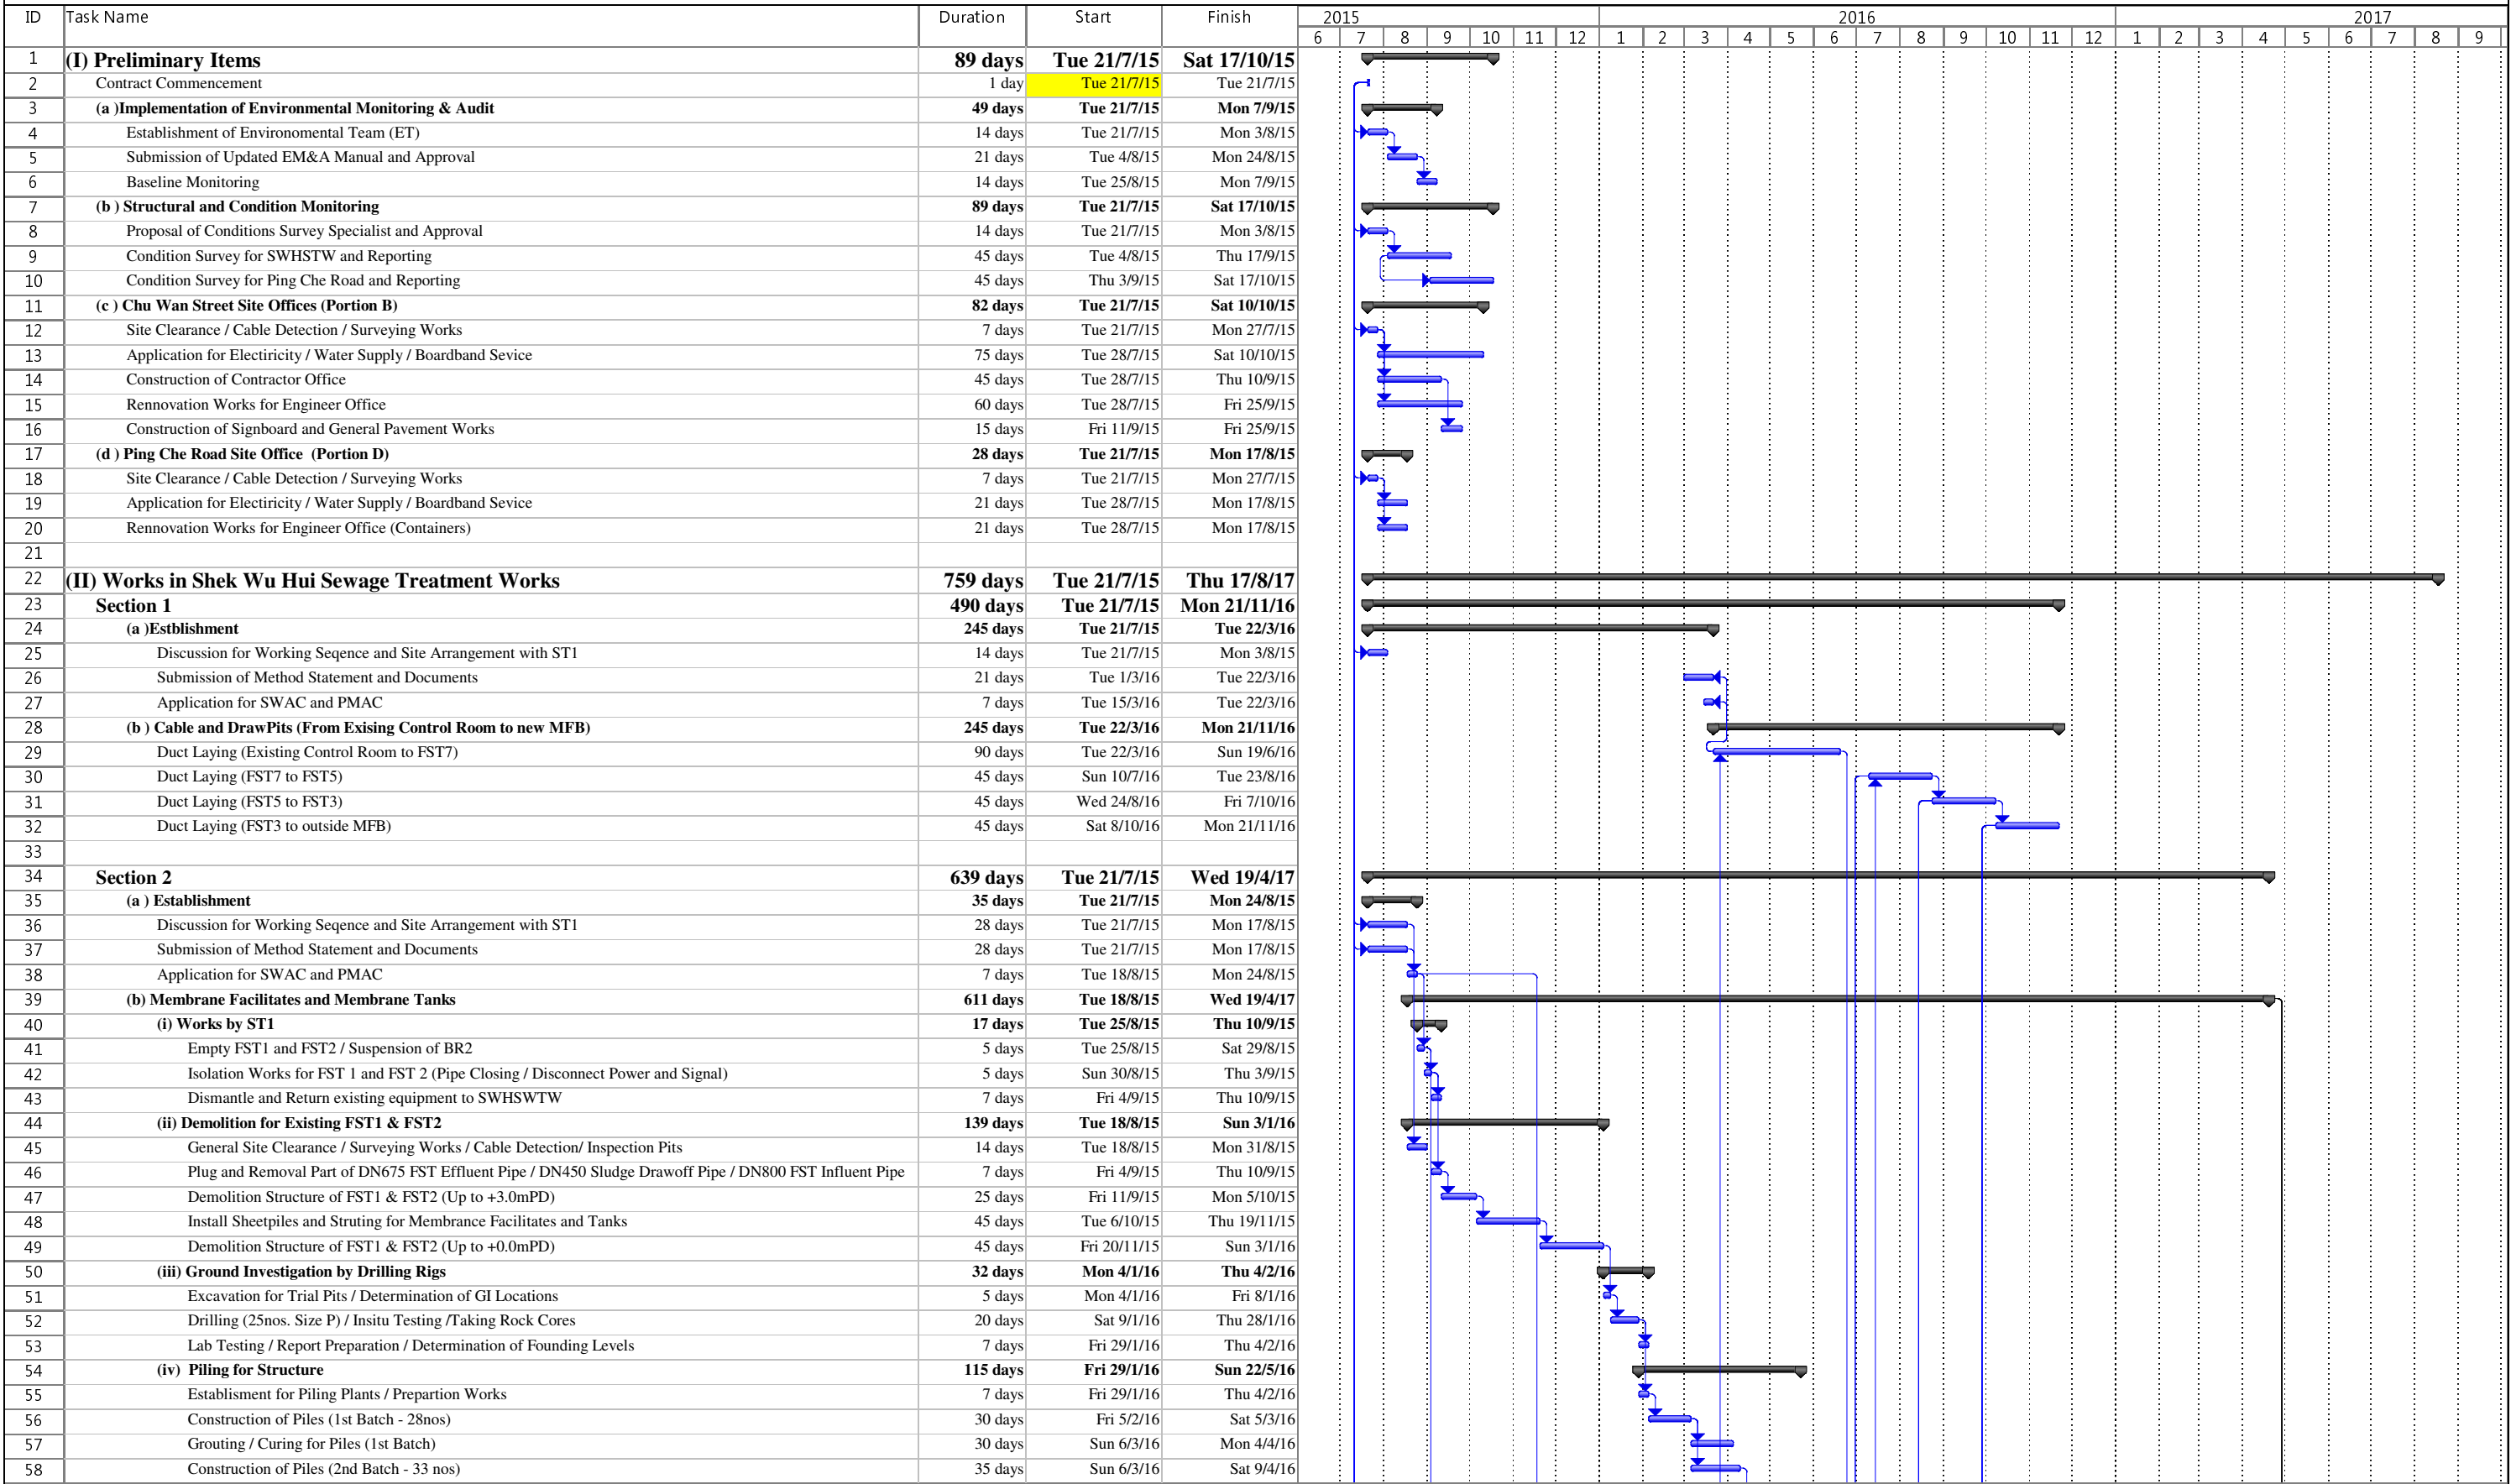 ID Task Name Duration Start Finish 2015 2016 2017
6 7 8 9 10 11 12 1 2 3 4 5 6 7 8 9 10 11 12 1 2 3 4 5 6 7 8 9
1 (I) Preliminary Items 89 days Tue 21/7/15 Sat 17/10/15
2 Contract Commencement 1 day Tue 21/7/15 Tue 21/7/15
3 (a )Implementation of Environmental Monitoring & Audit 49 days Tue 21/7/15 Mon 7/9/15
4 Establishment of Environomental Team (ET) 14 days Tue 21/7/15 Mon 3/8/15
5 Submission of Updated EM&A Manual and Approval 21 days Tue 4/8/15 Mon 24/8/15
6 Baseline Monitoring 14 days Tue 25/8/15 Mon 7/9/15
7 (b ) Structural and Condition Monitoring 89 days Tue 21/7/15 Sat 17/10/15
8 Proposal of Conditions Survey Specialist and Approval 14 days Tue 21/7/15 Mon 3/8/15
9 Condition Survey for SWHSTW and Reporting 45 days Tue 4/8/15 Thu 17/9/15
10 Condition Survey for Ping Che Road and Reporting 45 days Thu 3/9/15 Sat 17/10/15
11 (c ) Chu Wan Street Site Offices (Portion B) 82 days Tue 21/7/15 Sat 10/10/15
12 Site Clearance / Cable Detection / Surveying Works 7 days Tue 21/7/15 Mon 27/7/15
13 Application for Electiricity / Water Supply / Boardband Sevice 75 days Tue 28/7/15 Sat 10/10/15
14 Construction of Contractor Office 45 days Tue 28/7/15 Thu 10/9/15
15 Rennovation Works for Engineer Office 60 days Tue 28/7/15 Fri 25/9/15
16 Construction of Signboard and General Pavement Works 15 days Fri 11/9/15 Fri 25/9/15
17 (d ) Ping Che Road Site Office (Portion D) 28 days Tue 21/7/15 Mon 17/8/15
18 Site Clearance / Cable Detection / Surveying Works 7 days Tue 21/7/15 Mon 27/7/15
19 Application for Electiricity / Water Supply / Boardband Sevice 21 days Tue 28/7/15 Mon 17/8/15
20 Rennovation Works for Engineer Office (Containers) 21 days Tue 28/7/15 Mon 17/8/15
21
22 (II) Works in Shek Wu Hui Sewage Treatment Works 759 days Tue 21/7/15 Thu 17/8/17
23 Section 1 490 days Tue 21/7/15 Mon 21/11/16
24 (a )Estblishment 245 days Tue 21/7/15 Tue 22/3/16
25 Discussion for Working Seqence and Site Arrangement with ST1 14 days Tue 21/7/15 Mon 3/8/15
26 Submission of Method Statement and Documents 21 days Tue 1/3/16 Tue 22/3/16
27 Application for SWAC and PMAC 7 days Tue 15/3/16 Tue 22/3/16
28 (b ) Cable and DrawPits (From Exising Control Room to new MFB) 245 days Tue 22/3/16 Mon 21/11/16
29 Duct Laying (Existing Control Room to FST7) 90 days Tue 22/3/16 Sun 19/6/16
30 Duct Laying (FST7 to FST5) 45 days Sun 10/7/16 Tue 23/8/16
31 Duct Laying (FST5 to FST3) 45 days Wed 24/8/16 Fri 7/10/16
32 Duct Laying (FST3 to outside MFB) 45 days Sat 8/10/16 Mon 21/11/16
33
34 Section 2 639 days Tue 21/7/15 Wed 19/4/17
35 (a ) Establishment 35 days Tue 21/7/15 Mon 24/8/15
36 Discussion for Working Seqence and Site Arrangement with ST1 28 days Tue 21/7/15 Mon 17/8/15
37 Submission of Method Statement and Documents 28 days Tue 21/7/15 Mon 17/8/15
38 Application for SWAC and PMAC 7 days Tue 18/8/15 Mon 24/8/15
39 (b) Membrane Facilitates and Membrane Tanks 611 days Tue 18/8/15 Wed 19/4/17
40 (i) Works by ST1 17 days Tue 25/8/15 Thu 10/9/15
41 Empty FST1 and FST2 / Suspension of BR2 5 days Tue 25/8/15 Sat 29/8/15
42 Isolation Works for FST 1 and FST 2 (Pipe Closing / Disconnect Power and Signal) 5 days Sun 30/8/15 Thu 3/9/15
43 Dismantle and Return existing equipment to SWHSWTW 7 days Fri 4/9/15 Thu 10/9/15
44 (ii) Demolition for Existing FST1 & FST2 139 days Tue 18/8/15 Sun 3/1/16
45 General Site Clearance / Surveying Works / Cable Detection/ Inspection Pits 14 days Tue 18/8/15 Mon 31/8/15
46 Plug and Removal Part of DN675 FST Effluent Pipe / DN450 Sludge Drawoff Pipe / DN800 FST Influent Pipe 7 days Fri 4/9/15 Thu 10/9/15
47 Demolition Structure of FST1 & FST2 (Up to +3.0mPD) 25 days Fri 11/9/15 Mon 5/10/15
48 Install Sheetpiles and Struting for Membrance Facilitates and Tanks 45 days Tue 6/10/15 Thu 19/11/15
49 Demolition Structure of FST1 & FST2 (Up to +0.0mPD) 45 days Fri 20/11/15 Sun 3/1/16
50 (iii) Ground Investigation by Drilling Rigs 32 days Mon 4/1/16 Thu 4/2/16
51 Excavation for Trial Pits / Determination of GI Locations 5 days Mon 4/1/16 Fri 8/1/16
52 Drilling (25nos. Size P) / Insitu Testing /Taking Rock Cores 20 days Sat 9/1/16 Thu 28/1/16
53 Lab Testing / Report Preparation / Determination of Founding Levels 7 days Fri 29/1/16 Thu 4/2/16
54 (iv) Piling for Structure 115 days Fri 29/1/16 Sun 22/5/16
55 Establisment for Piling Plants / Prepartion Works 7 days Fri 29/1/16 Thu 4/2/16
56 Construction of Piles (1st Batch - 28nos) 30 days Fri 5/2/16 Sat 5/3/16
57 Grouting / Curing for Piles (1st Batch) 30 days Sun 6/3/16 Mon 4/4/16
58 Construction of Piles (2nd Batch - 33 nos) 35 days Sun 6/3/16 Sat 9/4/16